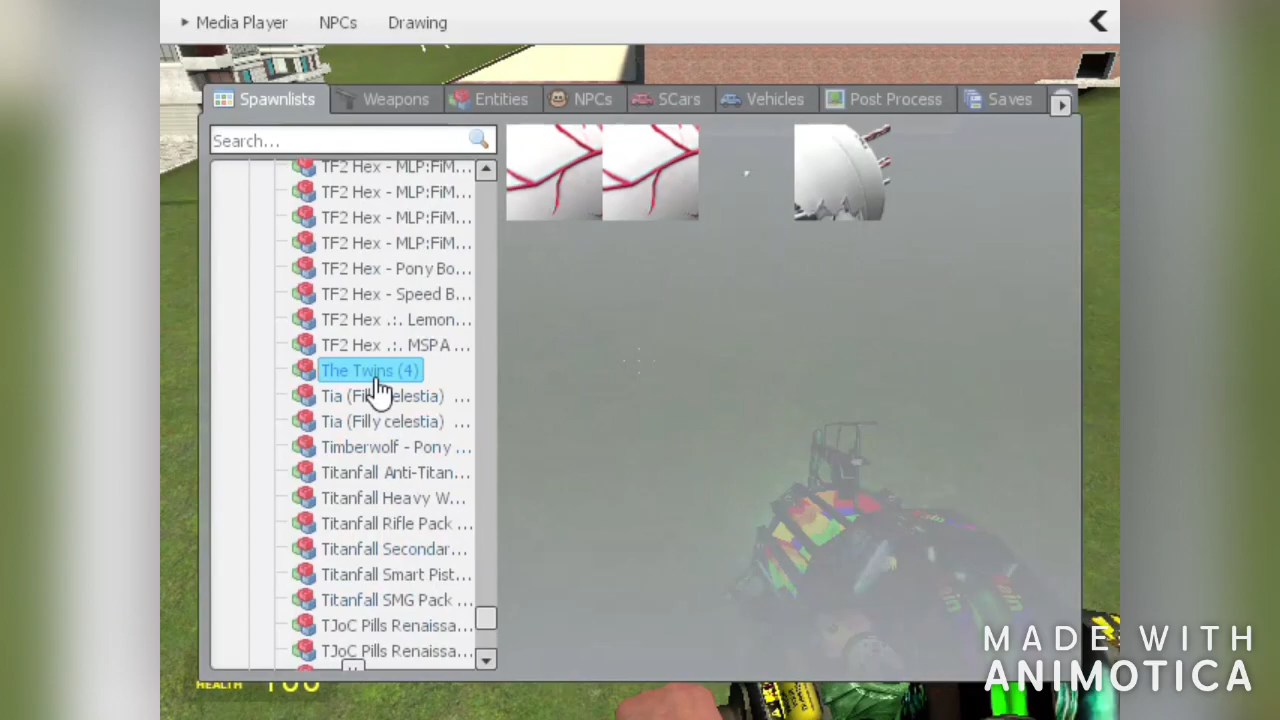 Media Player NPCs Drawing
Spawnlists Weapons Entities NPCs SCars Vehicles Post Process Saves
Search...
TF2 Hex - MLP:FiM...
TF2 Hex - MLP:FiM...
TF2 Hex - MLP:FiM...
TF2 Hex - MLP:FiM...
TF2 Hex - Pony Bo...
TF2 Hex - Speed B...
TF2 Hex .:. Lemon...
TF2 Hex .:. MSPA ...
The Twins (4)
Tia (Filly celestia) ...
Tia (Filly celestia) ...
Timberwolf - Pony ...
Titanfall Anti-Titan...
Titanfall Heavy W...
Titanfall Rifle Pack ...
Titanfall Secondar...
Titanfall Smart Pist...
Titanfall SMG Pack ...
TJoC Pills Renaissa...
TJoC Pills Renaissa...
HEALTH 100
MADE WITH
ANIMOTICA